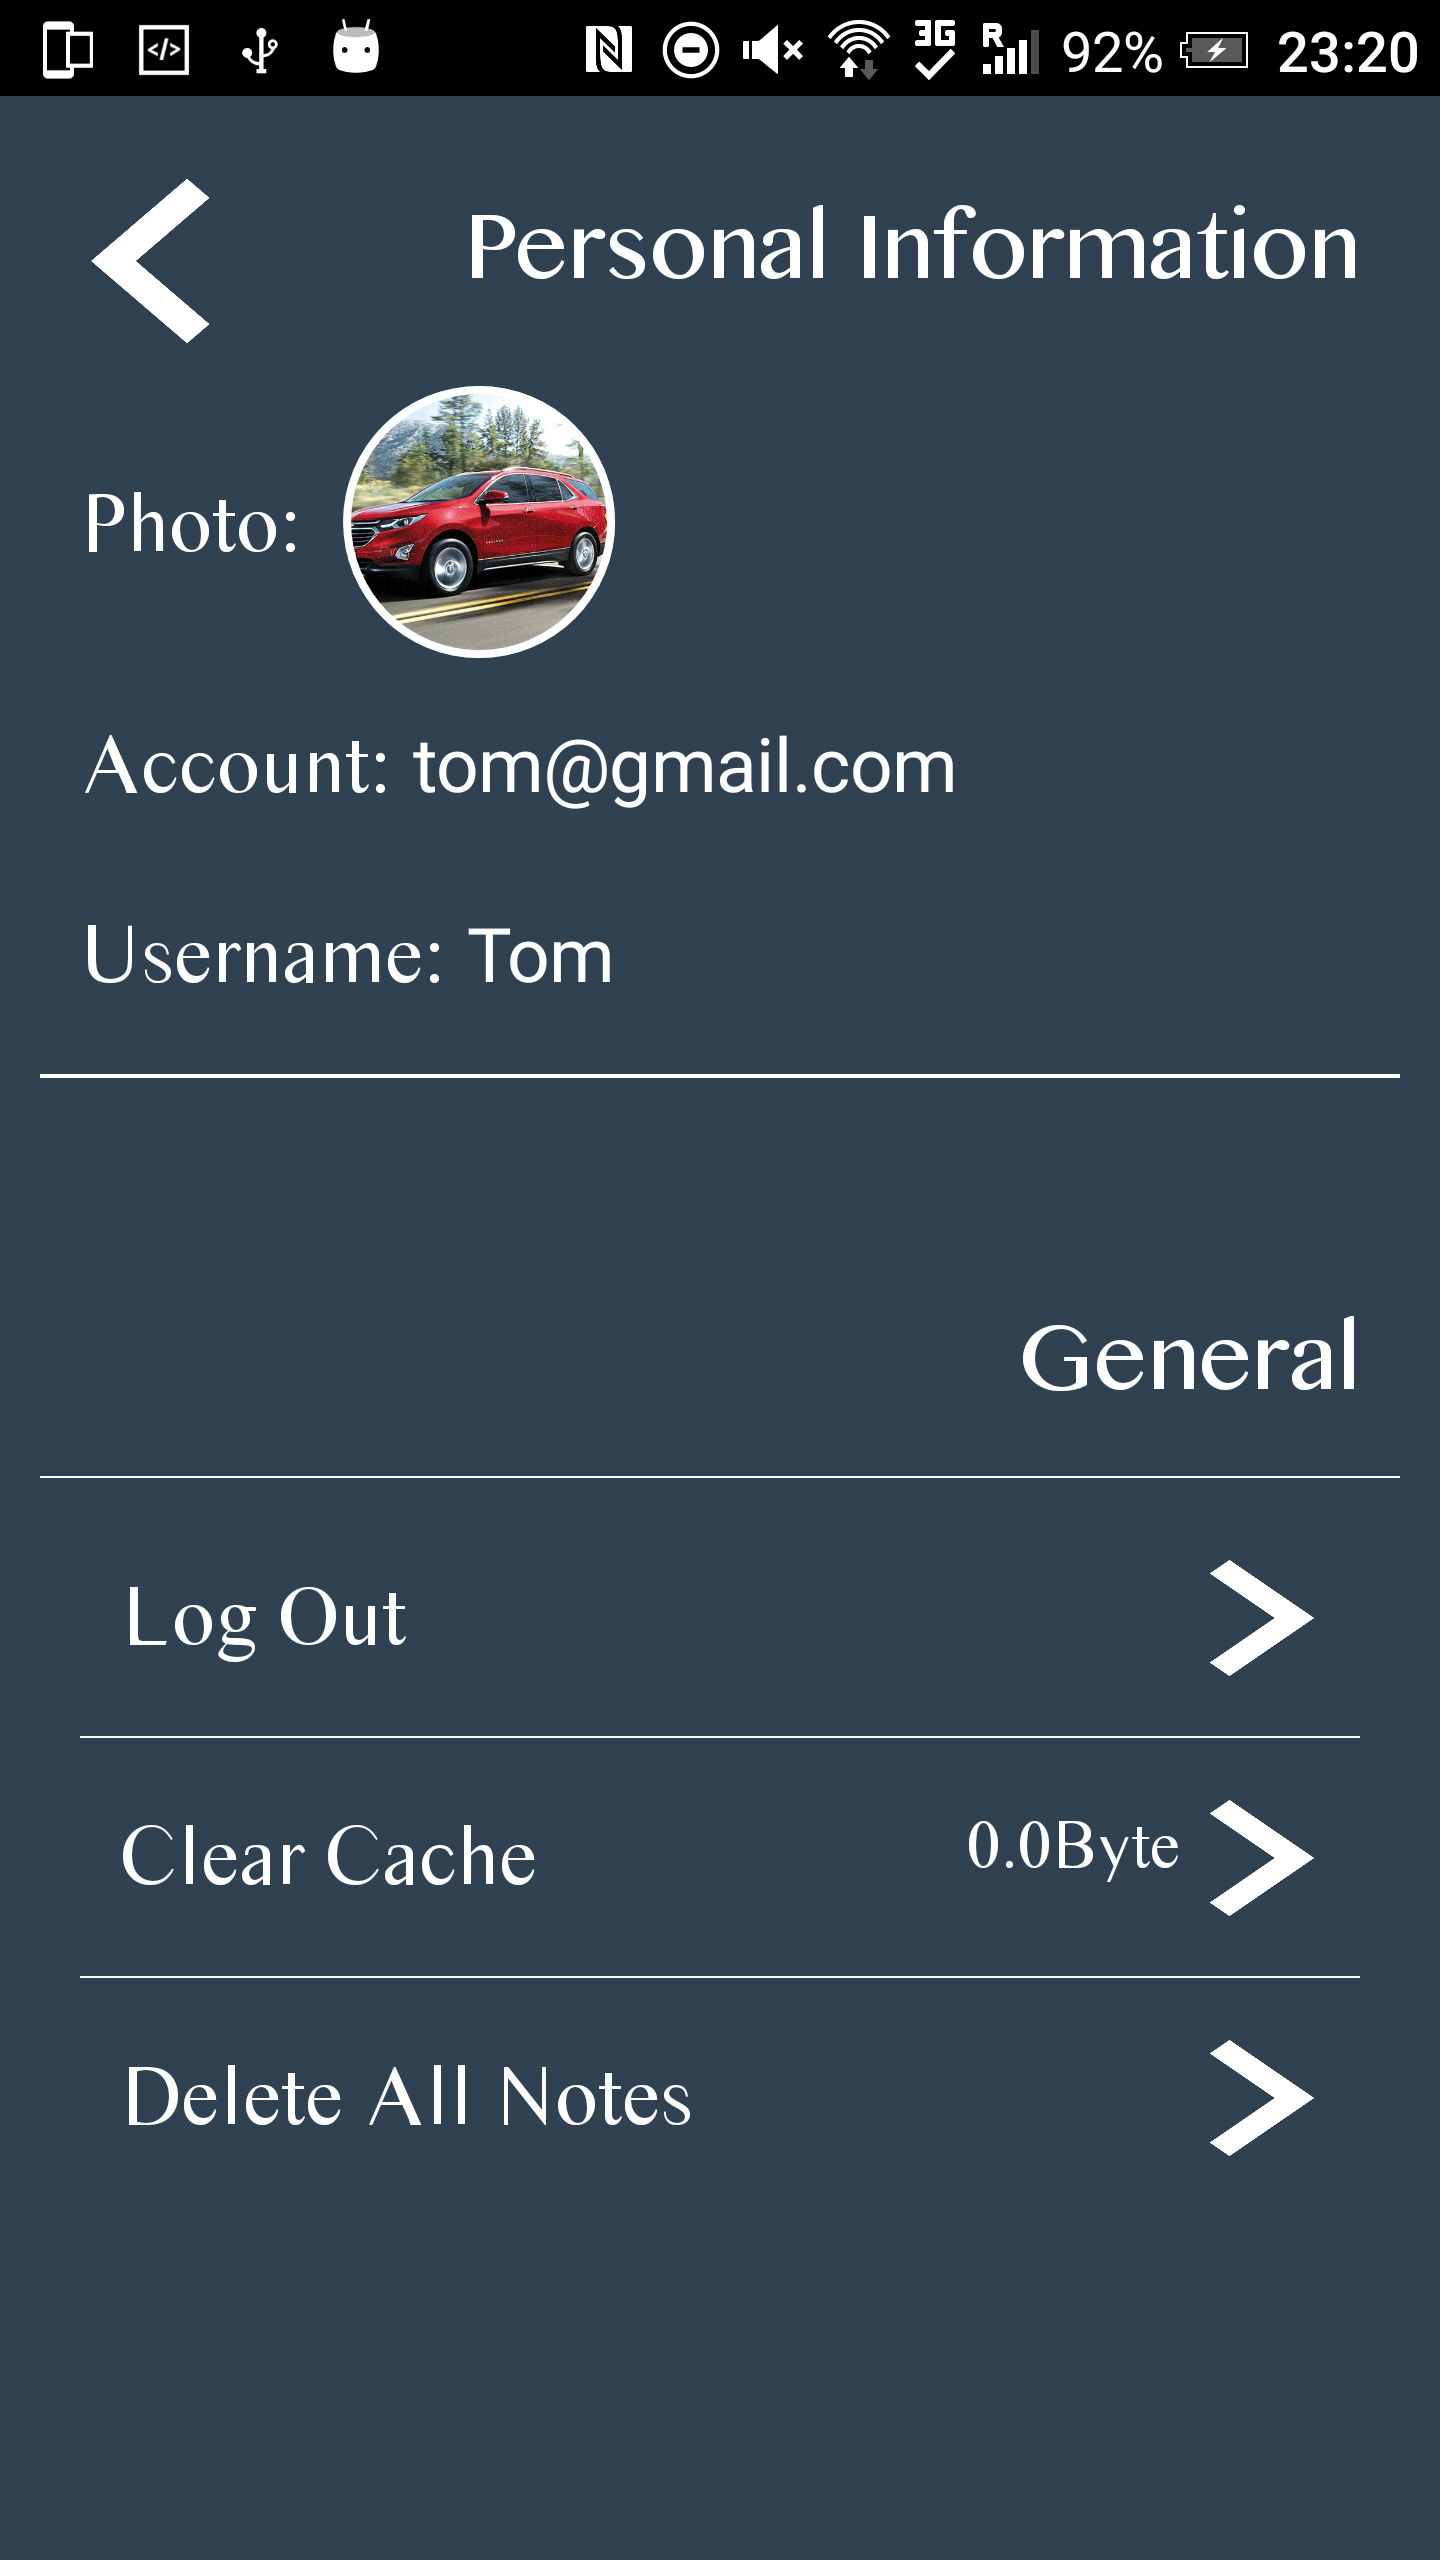 3G R 92% 23:20
Personal Information
Photo:
Account: tom@gmail.com
Username: Tom
General
Log Out
Clear Cache 0.0Byte
Delete All Notes